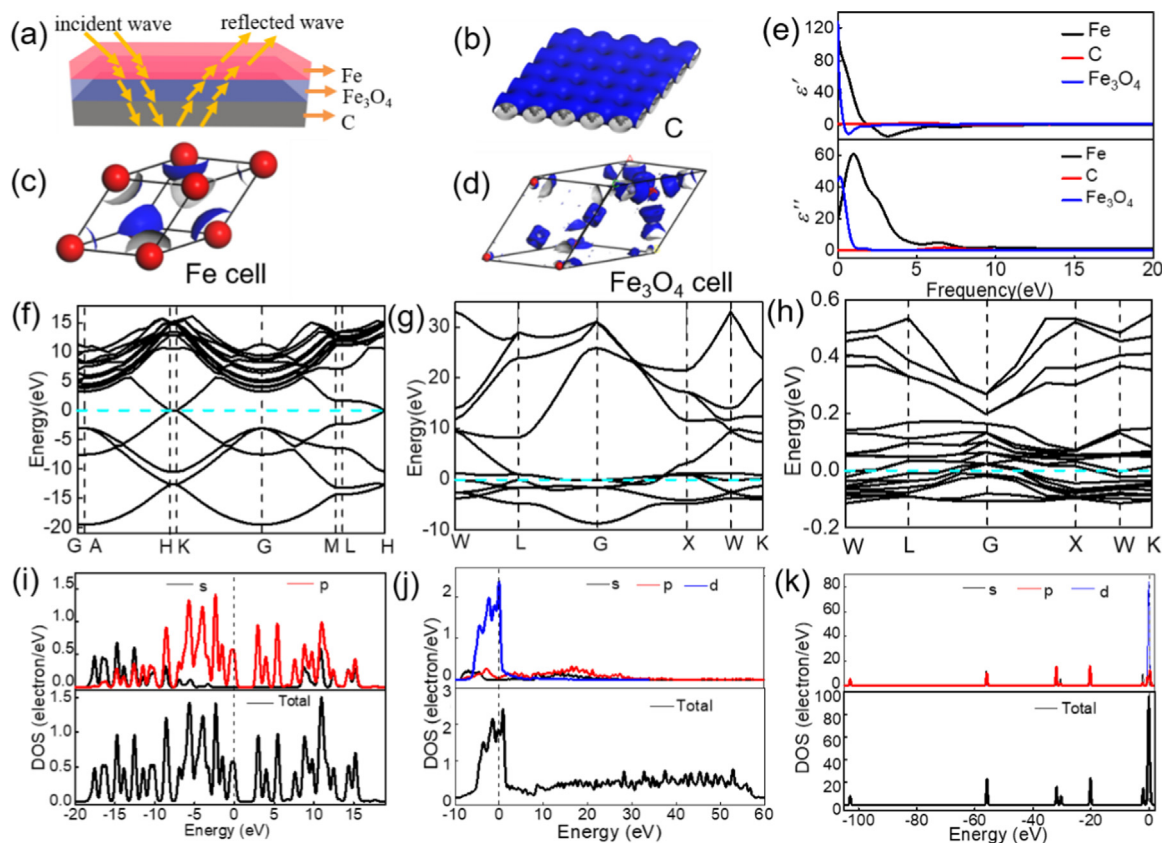 (a)
incident wave
reflected wave
Fe
Fe₃O₄
C
(b)
C
(c)
Fe cell
(d)
Fe₃O₄ cell
(e)
ε′
120
80
40
0
Fe
C
Fe₃O₄
ε″
60
40
20
0
Fe
C
Fe₃O₄
0 5 10 15 20
Frequency(eV)
(f)
Energy(eV)
15
10
5
0
-5
-10
-15
-20
G A H K G M L H
(g)
Energy(eV)
30
20
10
0
-10
W L G X W K
(h)
Energy(eV)
0.6
0.4
0.2
0.0
-0.2
W L G X W K
(i)
DOS (electron/eV)
s p
1.5
1.0
0.5
0.0
Total
1.5
1.0
0.5
0.0
-20 -15 -10 -5 0 5 10 15
Energy (eV)
(j)
DOS (electron/eV)
s p d
2
1
0
Total
3
2
1
0
-10 0 10 20 30 40 50 60
Energy (eV)
(k)
DOS (electron/eV)
s p d
80
60
40
20
0
Total
100
80
60
40
20
0
-100 -80 -60 -40 -20 0
Energy (eV)